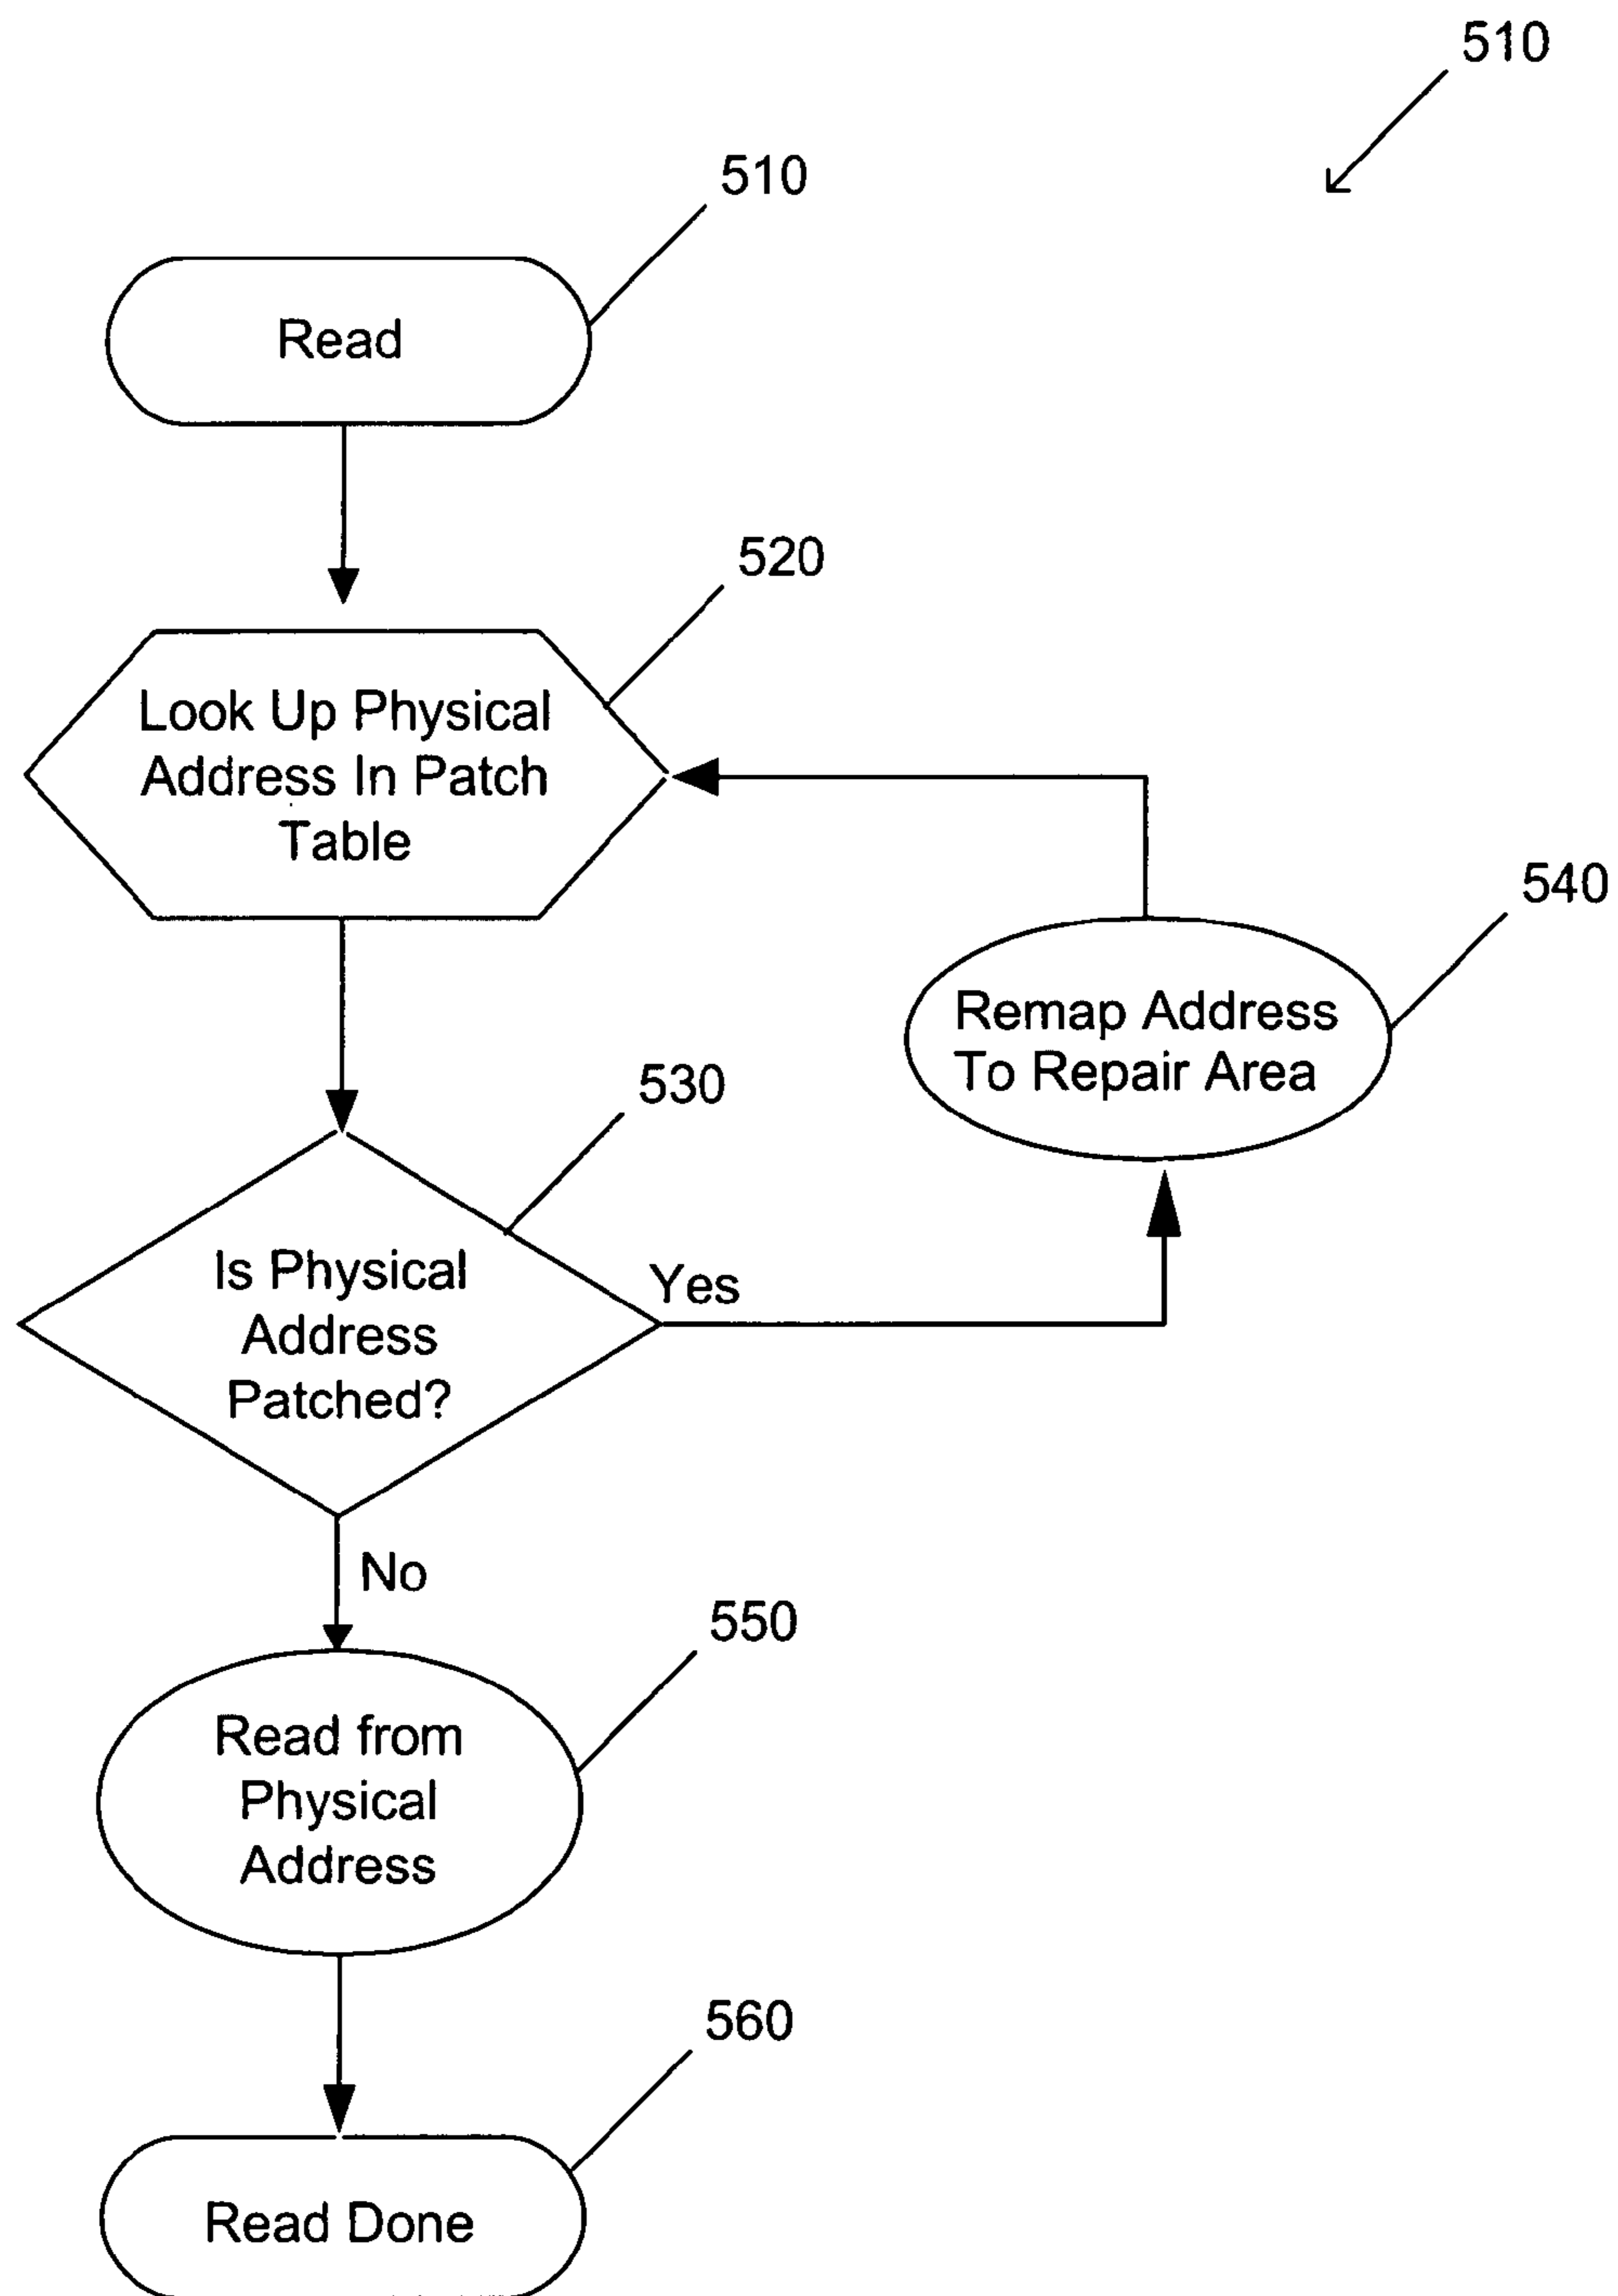 510
510
Read
520
Look Up Physical
Address In Patch
Table
540
Remap Address
To Repair Area
530
Is Physical
Address
Patched?
Yes
No
550
Read from
Physical
Address
560
Read Done